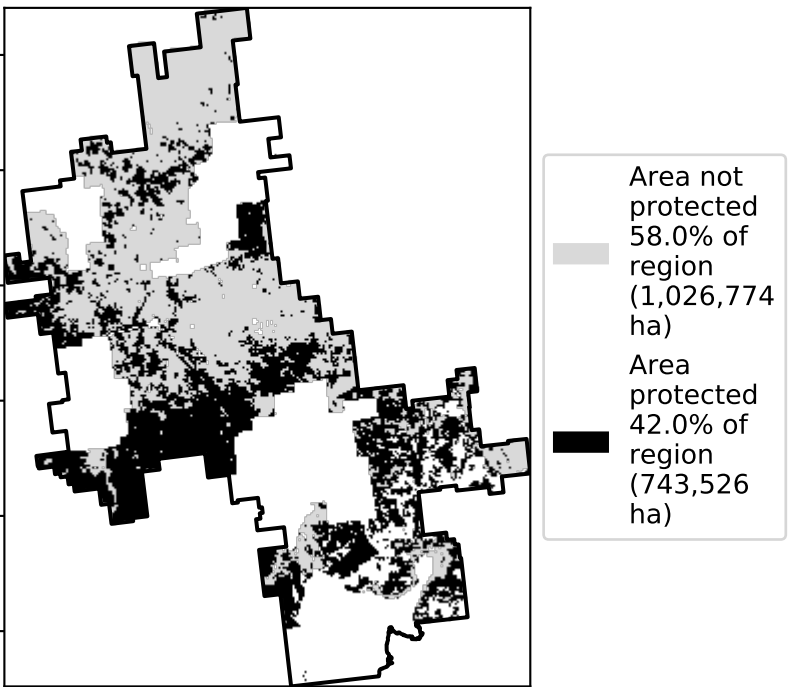 Area not
protected
58.0% of
region
(1,026,774
ha)
Area
protected
42.0% of
region
(743,526
ha)